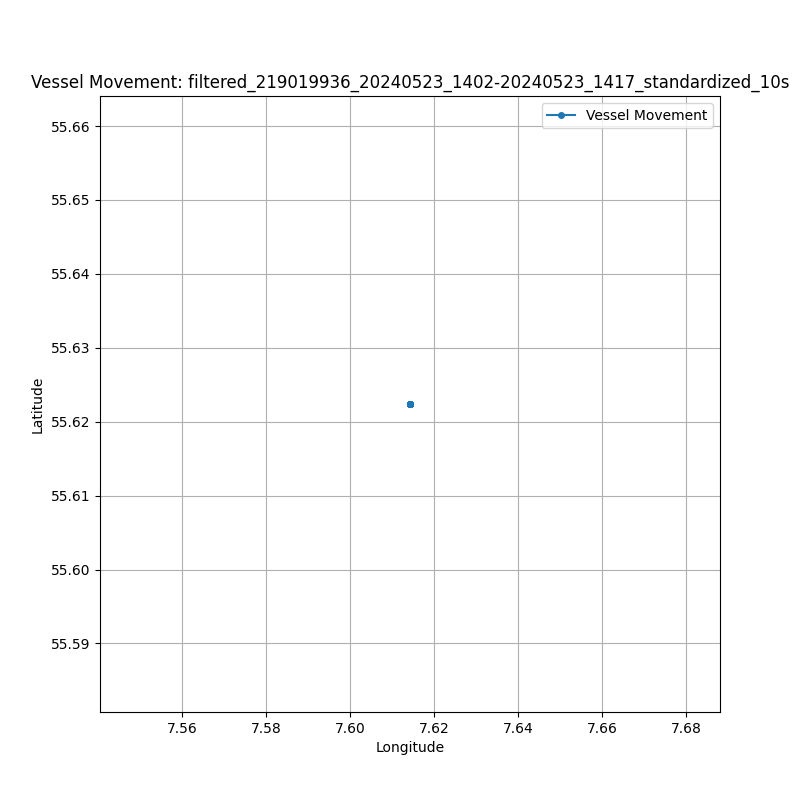 Vessel Movement: filtered_219019936_20240523_1402-20240523_1417_standardized_10s
Vessel Movement
55.66
55.65
55.64
55.63
55.62
55.61
55.60
55.59
Latitude
7.56 7.58 7.60 7.62 7.64 7.66 7.68
Longitude